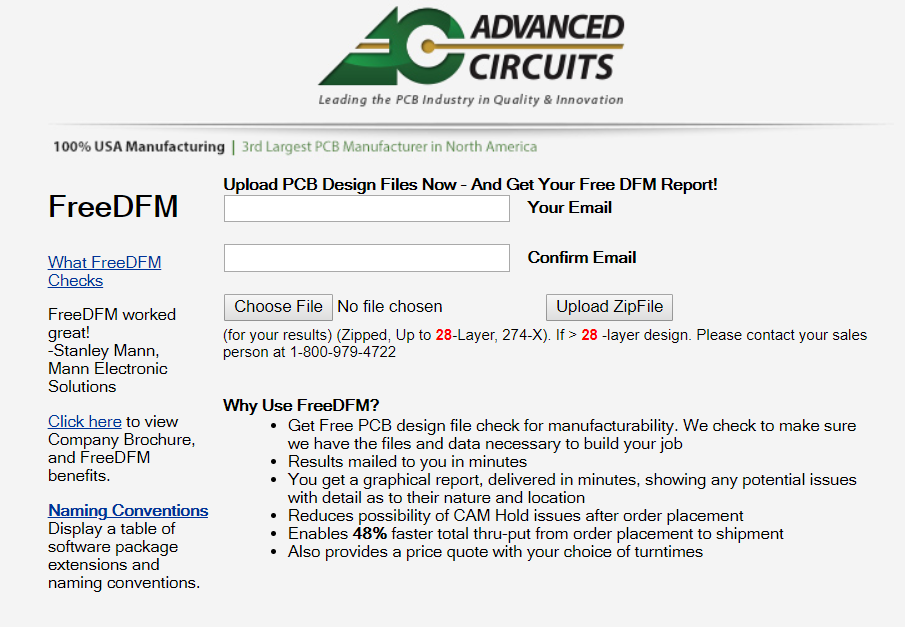 ADVANCED
CIRCUITS
Leading the PCB Industry in Quality & Innovation
100% USA Manufacturing | 3rd Largest PCB Manufacturer in North America
FreeDFM
What FreeDFM
Checks
FreeDFM worked
great!
-Stanley Mann,
Mann Electronic
Solutions
Click here to view
Company Brochure,
and FreeDFM
benefits.
Naming Conventions
Display a table of
software package
extensions and
naming conventions.
Upload PCB Design Files Now - And Get Your Free DFM Report!
Your Email
Confirm Email
Choose File No file chosen Upload ZipFile
(for your results) (Zipped, Up to 28-Layer, 274-X). If > 28 -layer design. Please contact your sales
person at 1-800-979-4722
Why Use FreeDFM?
• Get Free PCB design file check for manufacturability. We check to make sure
we have the files and data necessary to build your job
• Results mailed to you in minutes
• You get a graphical report, delivered in minutes, showing any potential issues
with detail as to their nature and location
• Reduces possibility of CAM Hold issues after order placement
• Enables 48% faster total thru-put from order placement to shipment
• Also provides a price quote with your choice of turntimes